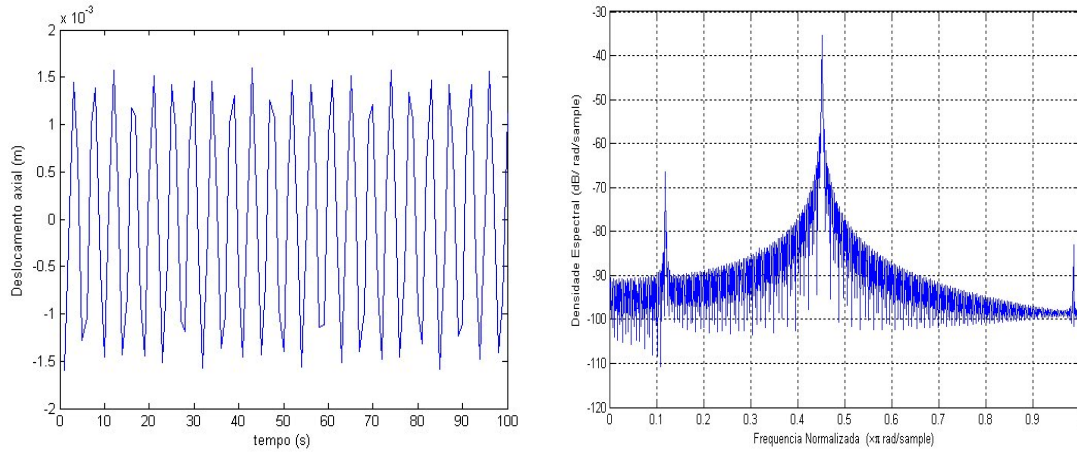 x 10-3
2
1.5
1
0.5
0
-0.5
-1
-1.5
-2
0 10 20 30 40 50 60 70 80 90 100
tempo (s)
Deslocamento axial (m)
-30
-40
-50
-60
-70
-80
-90
-100
-110
-120
0 0.1 0.2 0.3 0.4 0.5 0.6 0.7 0.8 0.9
Frequencia Normalizada (×π rad/sample)
Densidade Espectral (dB/ rad/sample)